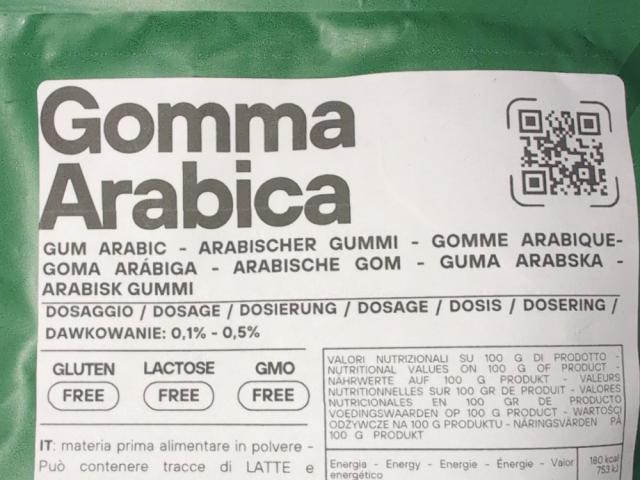 Gomma
Arabica
GUM ARABIC - ARABISCHER GUMMI - GOMME ARABIQUE-
GOMA ARÁBIGA - ARABISCHE GOM - GUMA ARABSKA -
ARABISK GUMMI
DOSAGGIO / DOSAGE / DOSIERUNG / DOSAGE / DOSIS / DOSERING /
DAWKOWANIE: 0,1% - 0,5%
GLUTEN
FREE
LACTOSE
FREE
GMO
FREE
IT: materia prima alimentare in polvere -
Può contenere tracce di LATTE e
VALORI NUTRIZIONALI SU 100 G DI PRODOTTO -
NUTRITIONAL VALUES ON 100 G OF PRODUCT -
NÄHRWERTE AUF 100 G PRODUKT - VALEURS
NUTRITIONNELLES SUR 100 GR DE PRODUIT - VALORES
NUTRICIONALES EN 100 GR DE PRODUCTO
VOEDINGSWAARDEN OP 100 G PRODUCT - WARTOŚCI
ODŻYWCZE NA 100 G PRODUKTU - NÄRINGSVÄRDEN PÅ
100 G PRODUKT
Energia - Energy - Energie - Énergie - Valor
energético
180 kcal
753 kJ